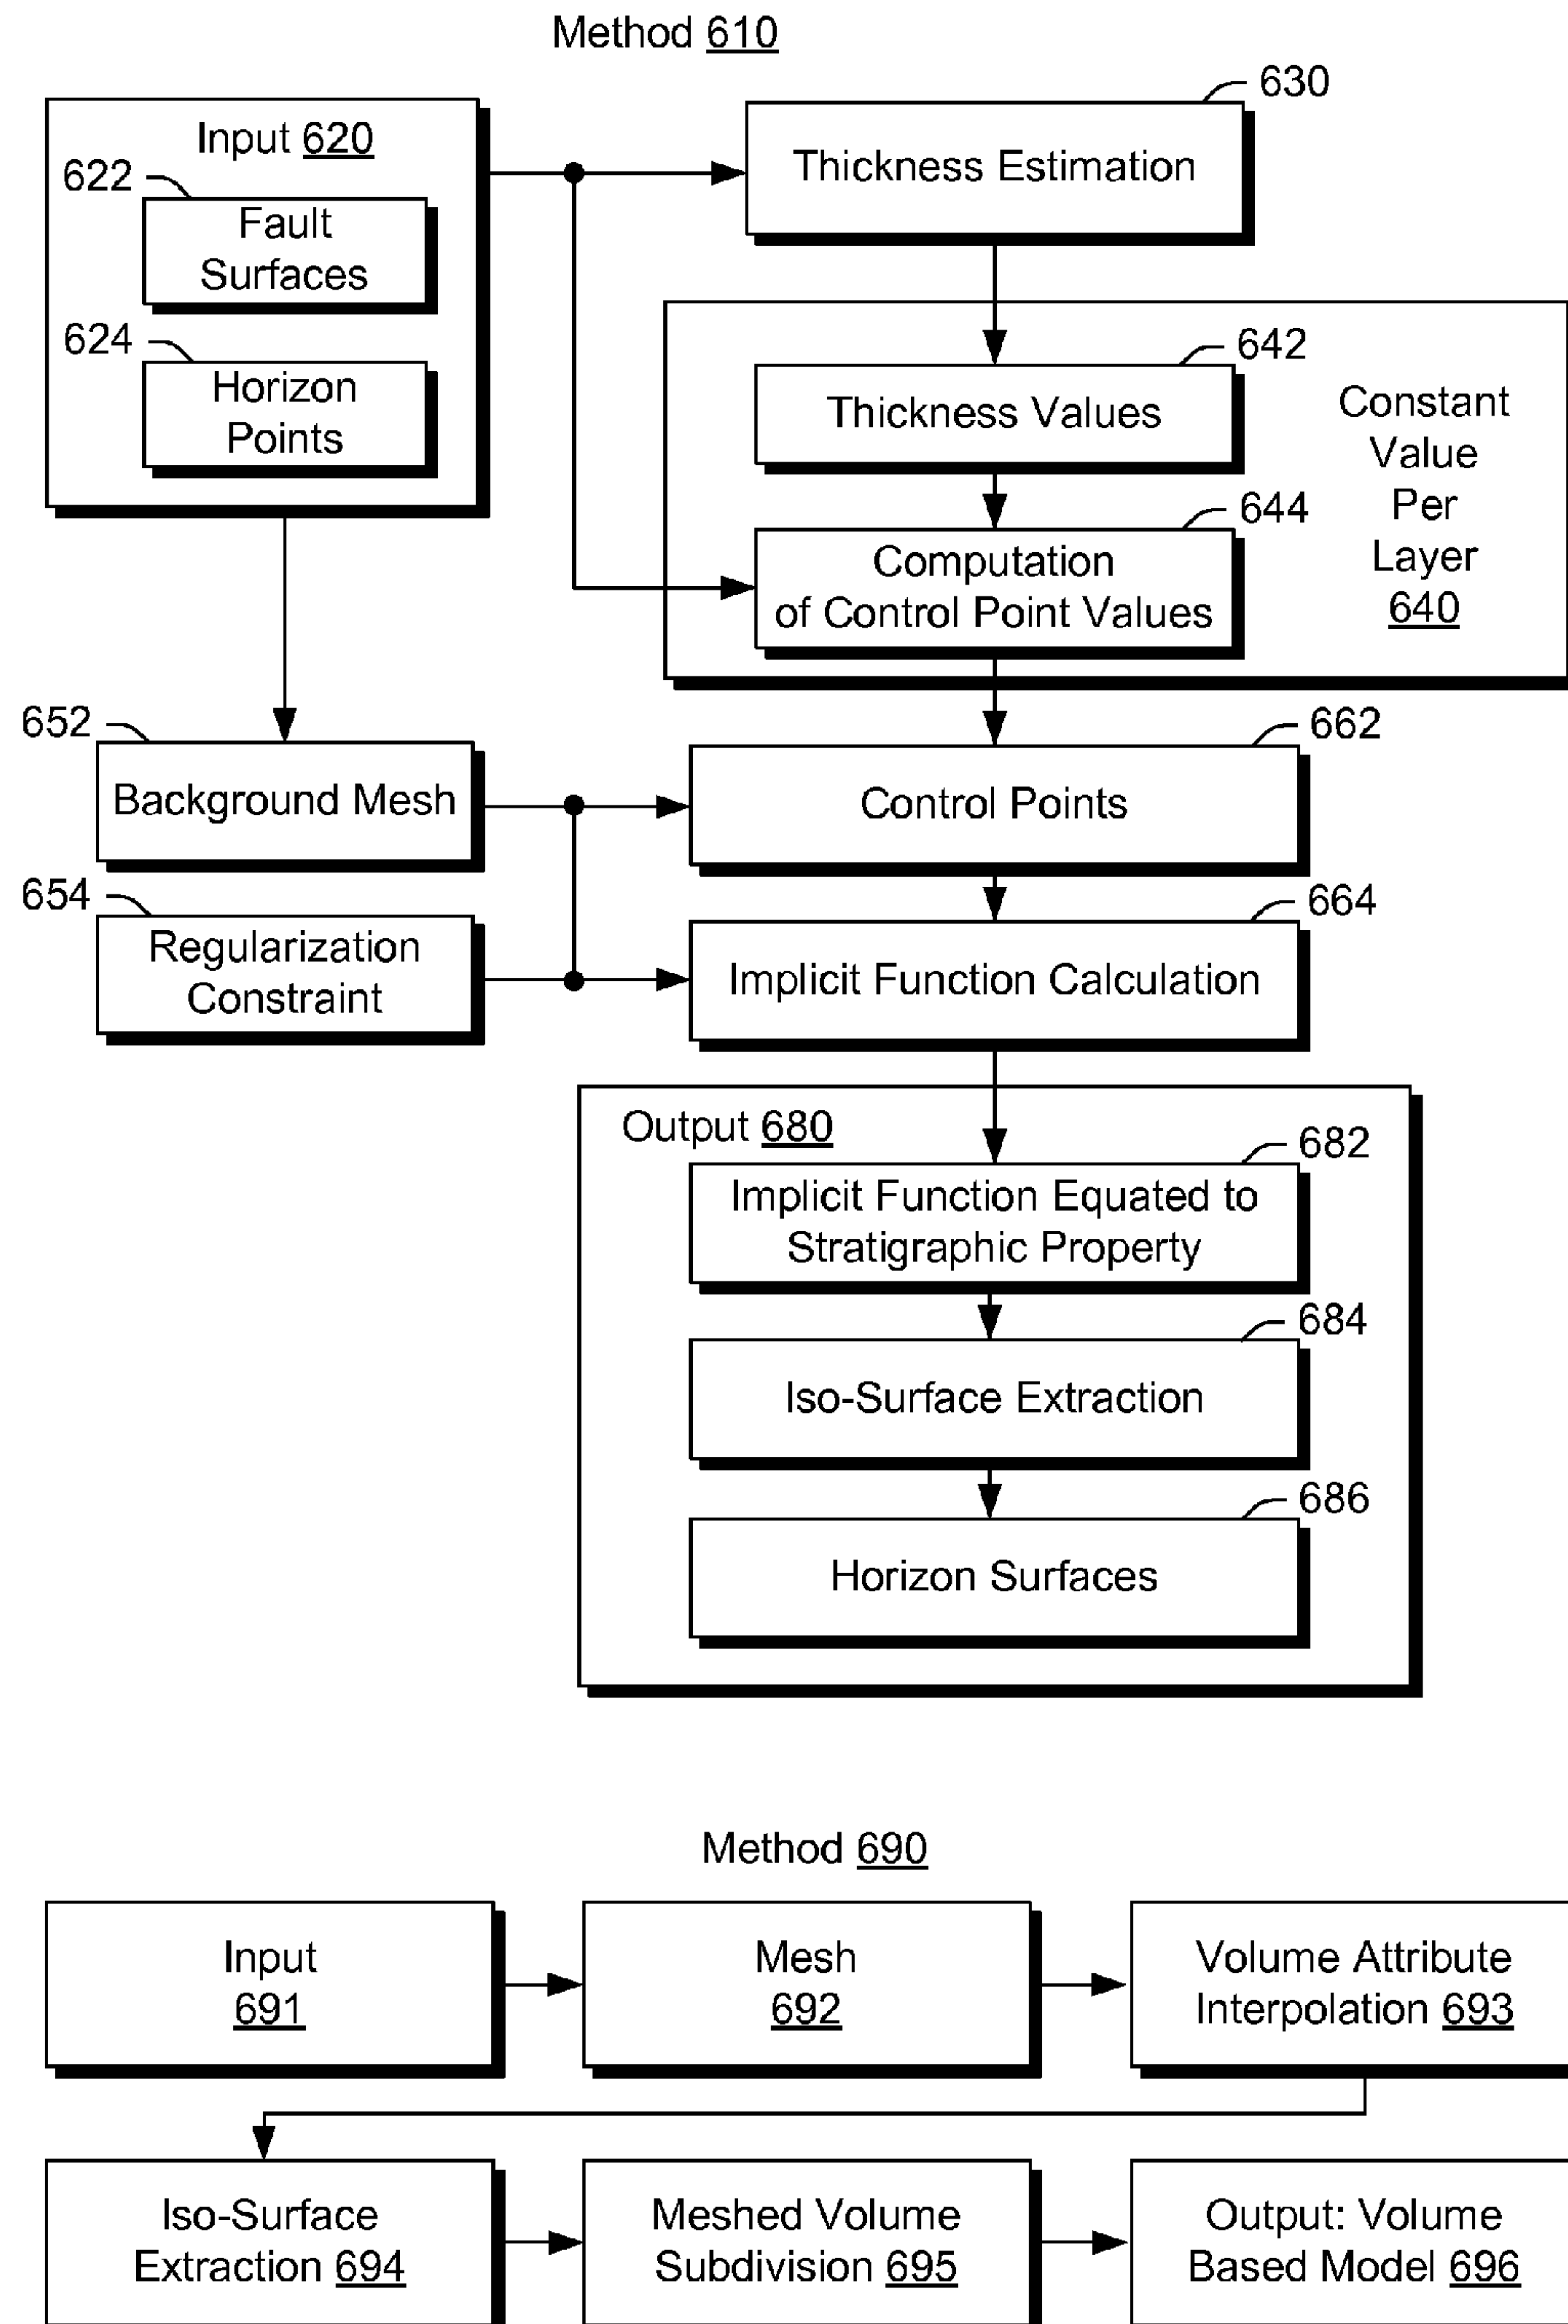 Method 610
630
Input 620
Thickness Estimation
622
Fault
Surfaces
624
Horizon
Points
642
Thickness Values
Constant
Value
Per
Layer
640
644
Computation
of Control Point Values
652
Background Mesh
662
Control Points
654
Regularization
Constraint
664
Implicit Function Calculation
Output 680
682
Implicit Function Equated to
Stratigraphic Property
684
Iso-Surface Extraction
686
Horizon Surfaces
Method 690
Input
691
Mesh
692
Volume Attribute
Interpolation 693
Iso-Surface
Extraction 694
Meshed Volume
Subdivision 695
Output: Volume
Based Model 696